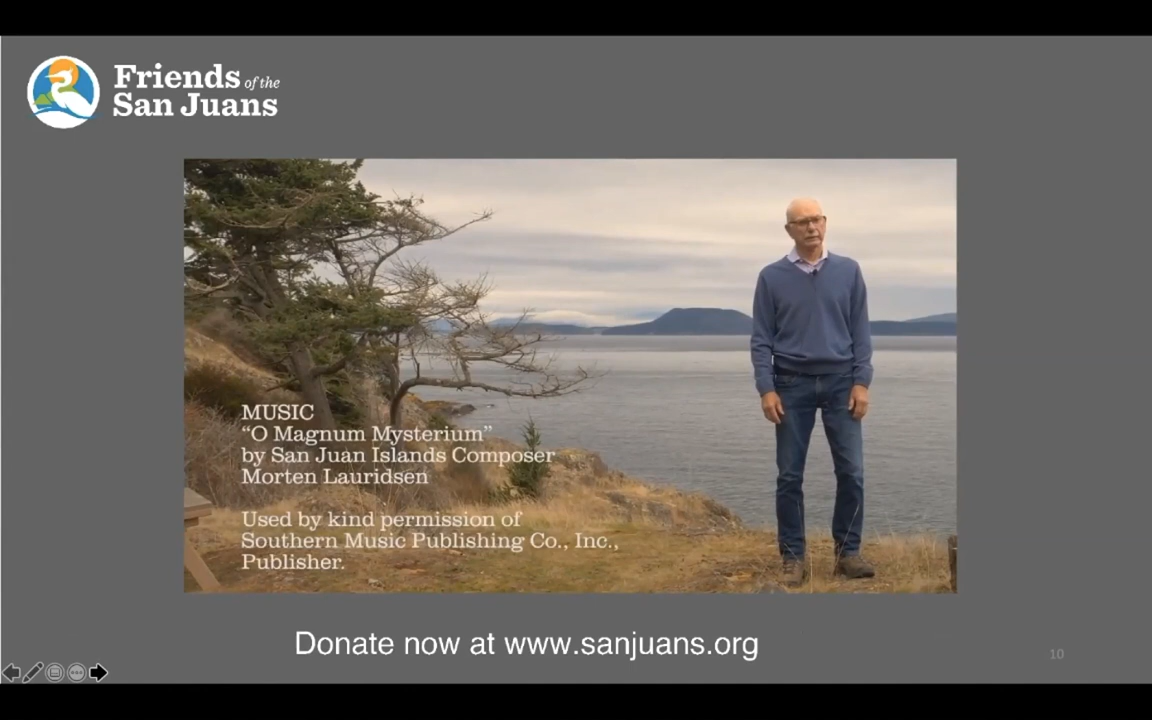 Friends of the
San Juans
MUSIC
“O Magnum Mysterium”
by San Juan Islands Composer
Morten Lauridsen
Used by kind permission of
Southern Music Publishing Co., Inc.,
Publisher.
Donate now at www.sanjuans.org
10